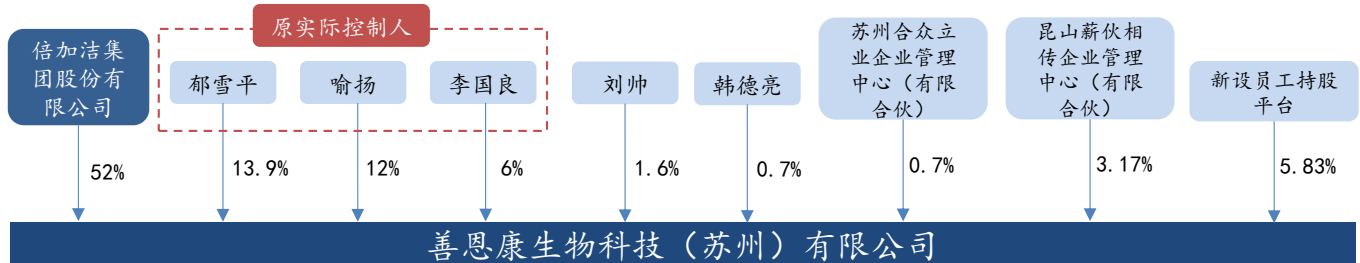 原实际控制人
倍加洁集
团股份有
限公司
郁雪平
喻扬
李国良
刘帅
韩德亮
苏州合众立
业企业管理
中心（有限
合伙）
昆山薪伙相
传企业管理
中心（有限
合伙）
新设员工持股
平台
52%
13.9%
12%
6%
1.6%
0.7%
0.7%
3.17%
5.83%
善恩康生物科技（苏州）有限公司